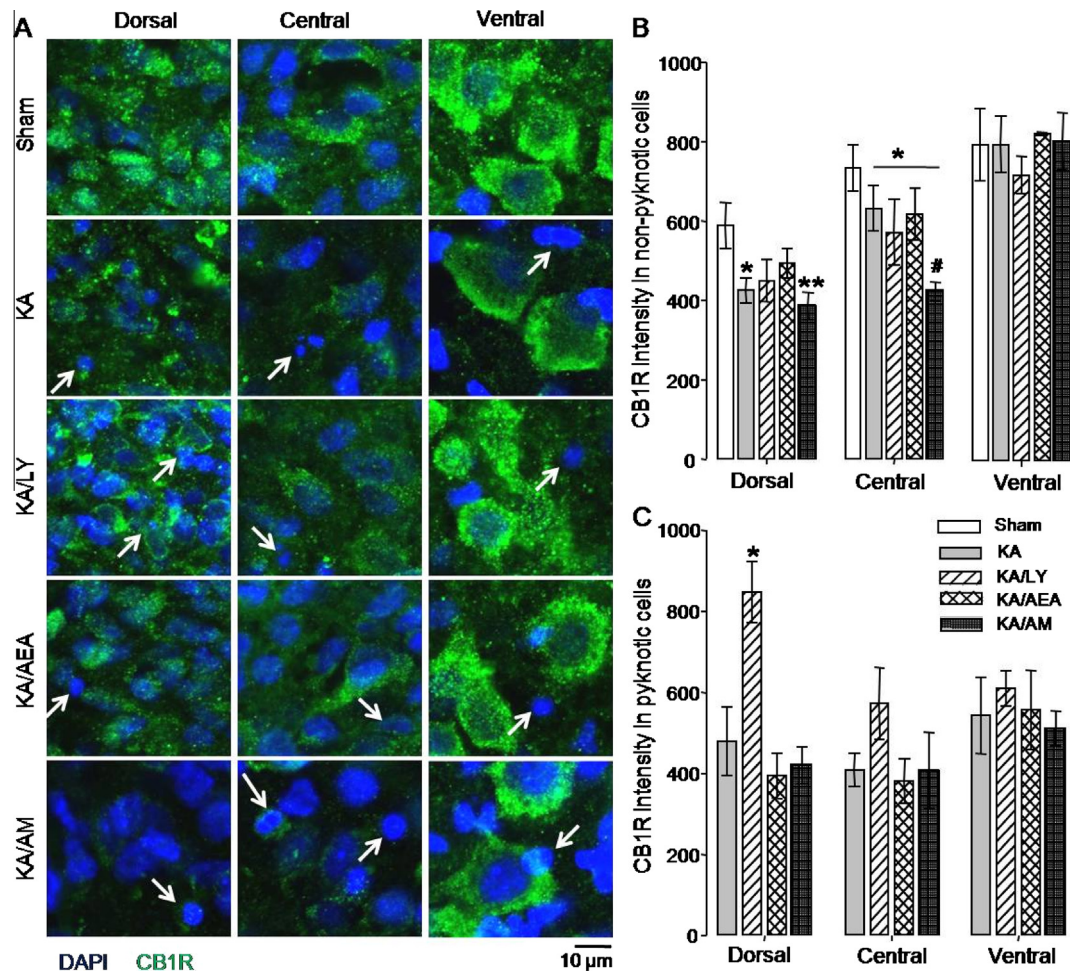 A
Dorsal Central Ventral
Sham
KA
KA/LY
KA/AEA
KA/AM
DAPI CB1R
10 µm
B
CB1R Intensity in non-pyknotic cells
1000
800
600
400
200
0
* ** * #
Dorsal Central Ventral
C
CB1R Intensity in pyknotic cells
1000
800
600
400
200
0
*
Sham
KA
KA/LY
KA/AEA
KA/AM
Dorsal Central Ventral